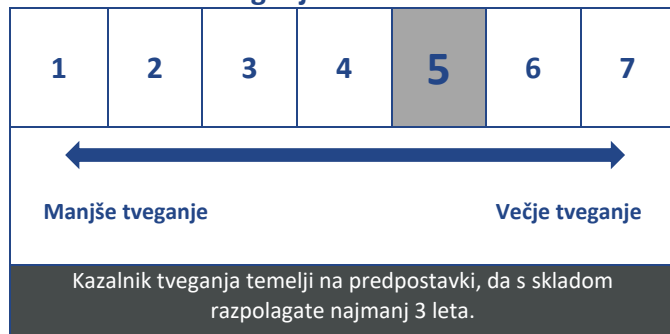 1 2 3 4 5 6 7
Manjše tveganje Večje tveganje
Kazalnik tveganja temelji na predpostavki, da s skladom
razpolagate najmanj 3 leta.